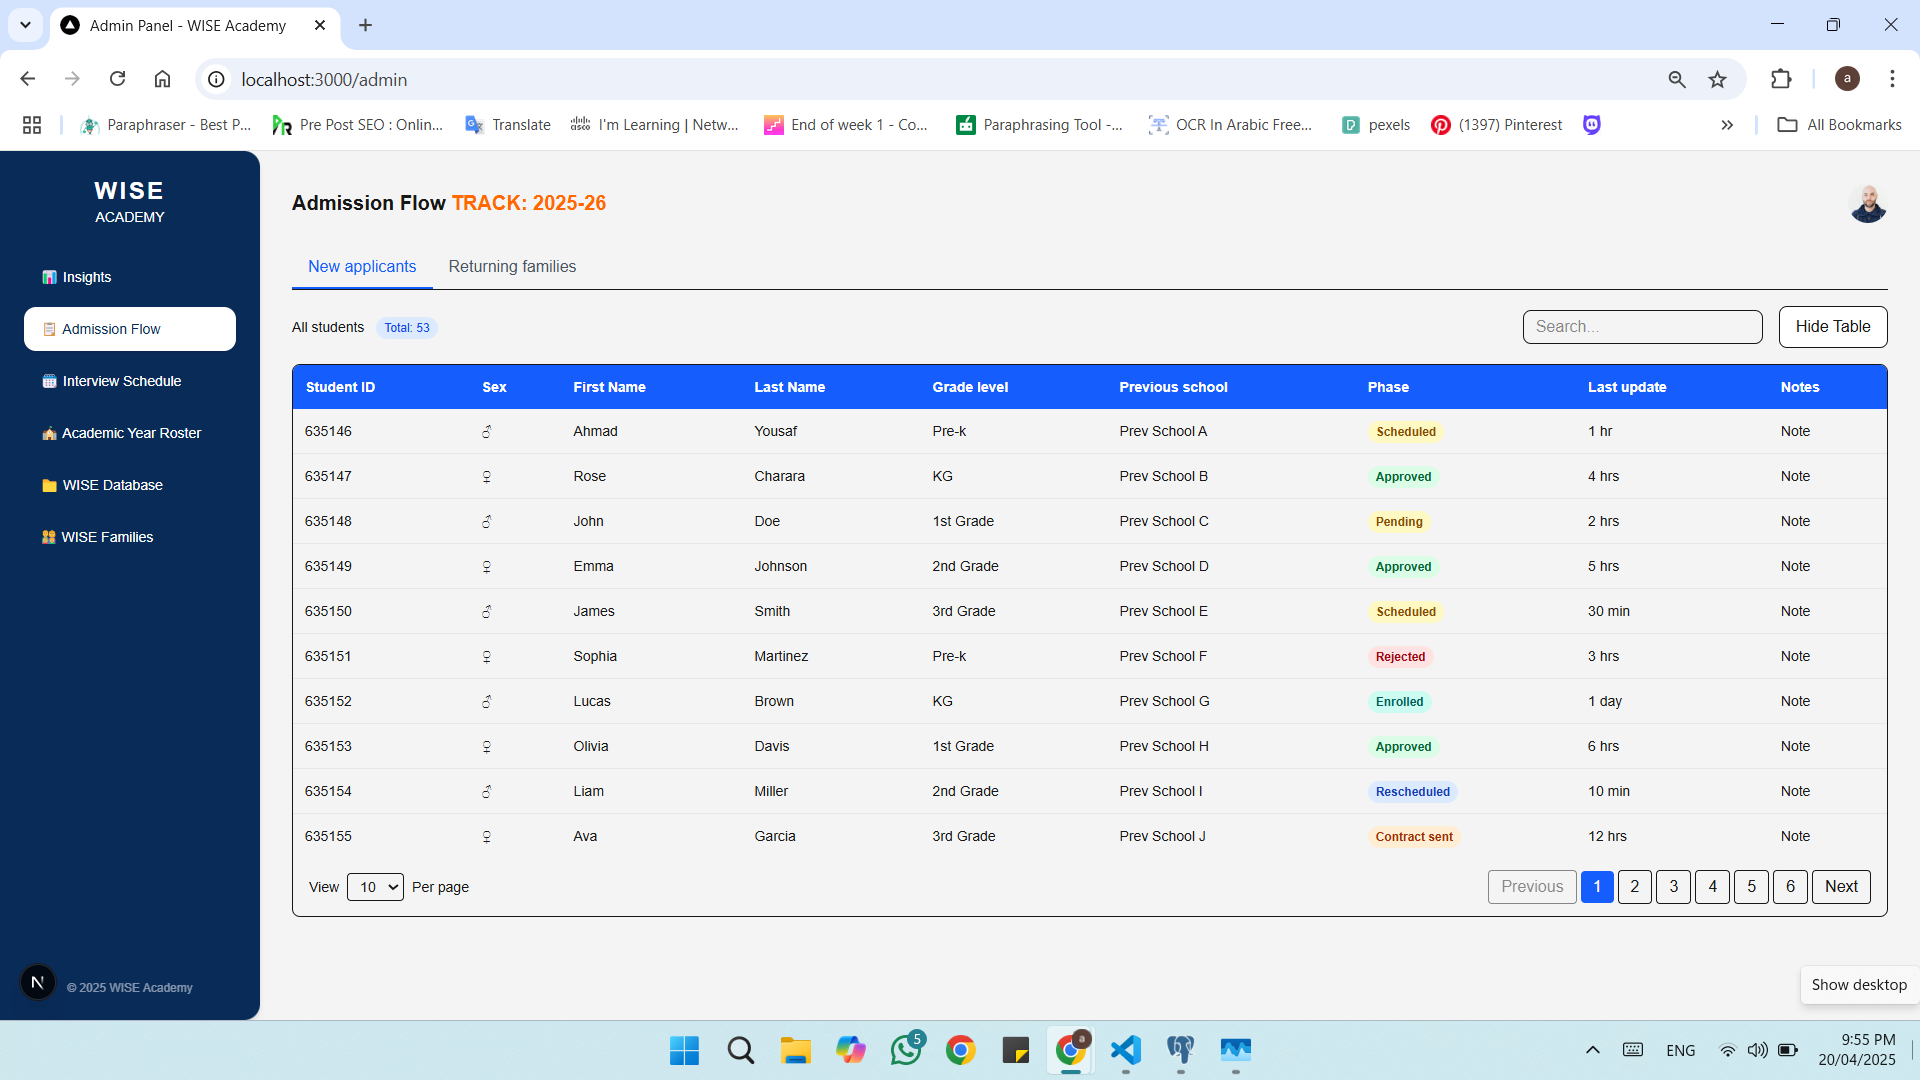 Admin Panel - WISE Academy
localhost:3000/admin
a
Paraphraser - Best P...
Pre Post SEO : Onlin...
Translate
I'm Learning | Netw...
End of week 1 - Co...
Paraphrasing Tool -...
OCR In Arabic Free...
pexels
(1397) Pinterest
All Bookmarks
WISE
ACADEMY
Insights
Admission Flow
Interview Schedule
Academic Year Roster
WISE Database
WISE Families
N
© 2025 WISE Academy
Admission Flow TRACK: 2025-26
New applicants Returning families
All students Total: 53 Search... Hide Table
Student ID Sex First Name Last Name Grade level Previous school Phase Last update Notes
635146 ♂ Ahmad Yousaf Pre-k Prev School A Scheduled 1 hr Note
635147 ♀ Rose Charara KG Prev School B Approved 4 hrs Note
635148 ♂ John Doe 1st Grade Prev School C Pending 2 hrs Note
635149 ♀ Emma Johnson 2nd Grade Prev School D Approved 5 hrs Note
635150 ♂ James Smith 3rd Grade Prev School E Scheduled 30 min Note
635151 ♀ Sophia Martinez Pre-k Prev School F Rejected 3 hrs Note
635152 ♂ Lucas Brown KG Prev School G Enrolled 1 day Note
635153 ♀ Olivia Davis 1st Grade Prev School H Approved 6 hrs Note
635154 ♂ Liam Miller 2nd Grade Prev School I Rescheduled 10 min Note
635155 ♀ Ava Garcia 3rd Grade Prev School J Contract sent 12 hrs Note
View 10 Per page Previous 1 2 3 4 5 6 Next
Show desktop
5
a
ENG
9:55 PM
20/04/2025